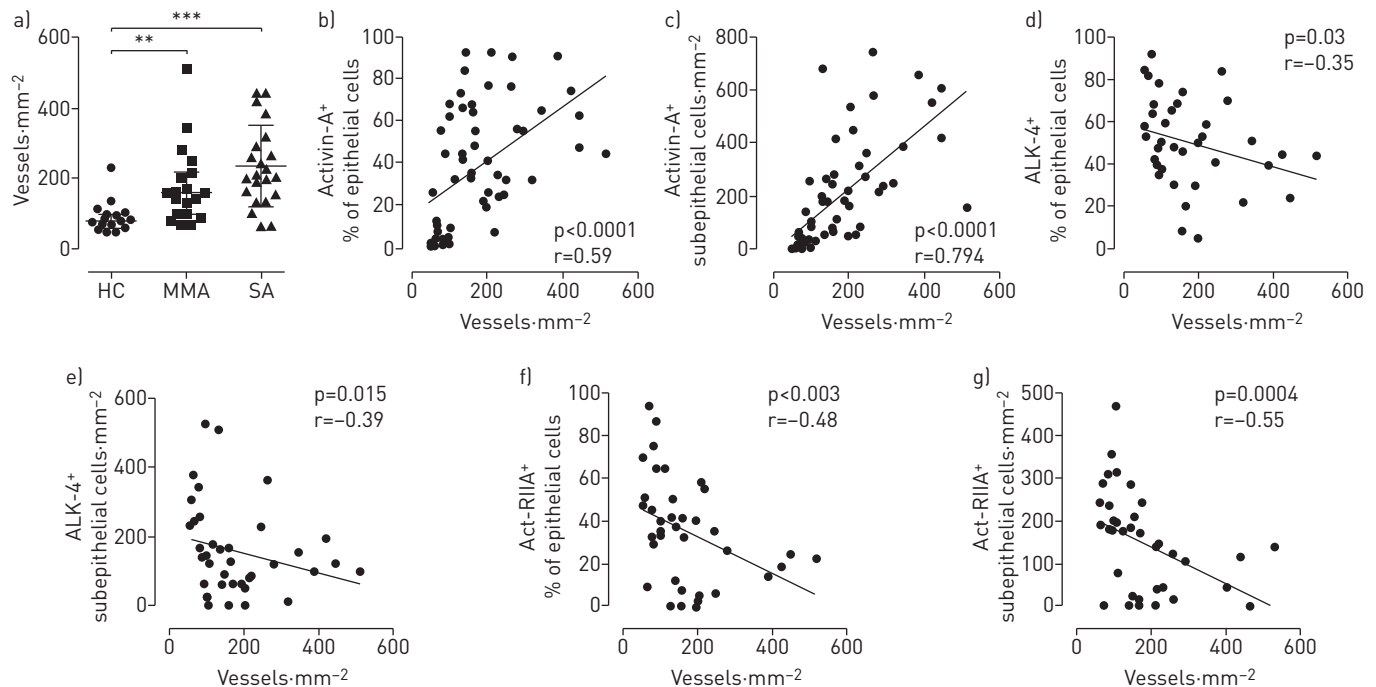 a)
***
**
600
400
200
0
Vessels·mm⁻²
HC MMA SA
b)
100
80
60
40
20
0
Activin-A⁺
% of epithelial cells
p<0.0001
r=0.59
0 200 400 600
Vessels·mm⁻²
c)
800
600
400
200
0
Activin-A⁺
subepithelial cells·mm⁻²
p<0.0001
r=0.794
0 200 400 600
Vessels·mm⁻²
d)
100
80
60
40
20
0
ALK-4⁺
% of epithelial cells
p=0.03
r=−0.35
0 200 400 600
Vessels·mm⁻²
e)
600
400
200
0
ALK-4⁺
subepithelial cells·mm⁻²
p=0.015
r=−0.39
0 200 400 600
Vessels·mm⁻²
f)
100
80
60
40
20
0
Act-RIIA⁺
% of epithelial cells
p<0.003
r=−0.48
0 200 400 600
Vessels·mm⁻²
g)
500
400
300
200
100
0
Act-RIIA⁺
subepithelial cells·mm⁻²
p=0.0004
r=−0.55
0 200 400 600
Vessels·mm⁻²